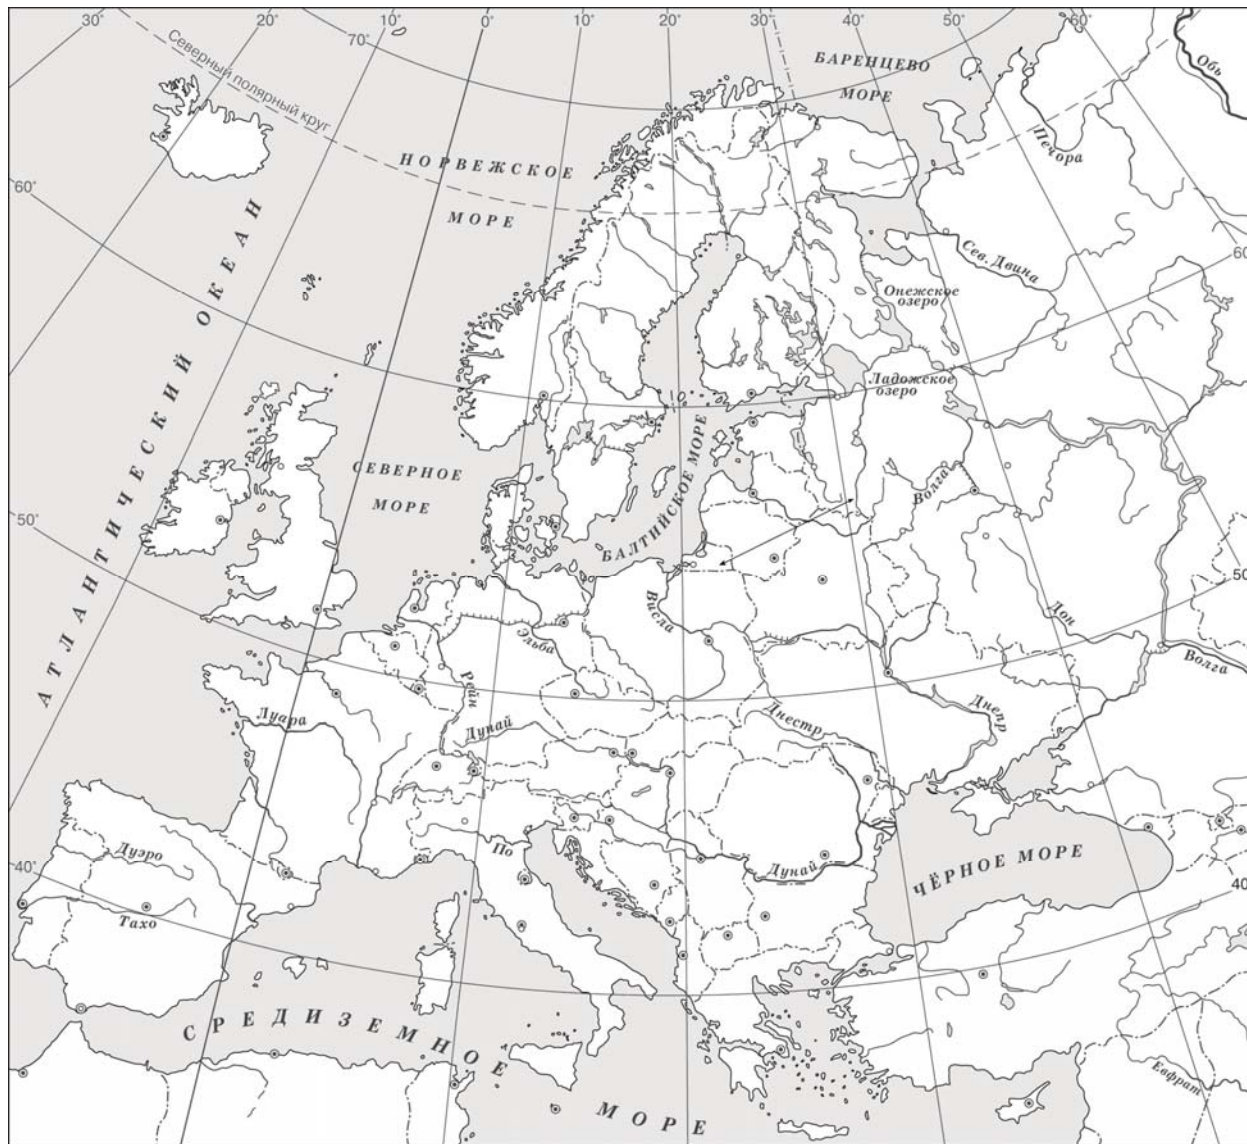 30°
20°
10°
0°
10°
20°
30°
40°
50°
60°
70°
Северный полярный круг
БАРЕНЦЕВО
МОРЕ
Обь
Печора
НОРВЕЖСКОЕ
МОРЕ
60°
60
Сев. Двина
Онежское
озеро
Ладожское
озеро
АТЛАНТИЧЕСКИЙ ОКЕАН
СЕВЕРНОЕ
МОРЕ
БАЛТИЙСКОЕ МОРЕ
Волга
50°
50
Висла
Эльба
Дон
Волга
Рейн
Луара
Дунай
Днестр
Днепр
По
Дунай
ЧЁРНОЕ МОРЕ
40°
40
Дуэро
Тахо
СРЕДИЗЕМНОЕ
МОРЕ
Евфрат